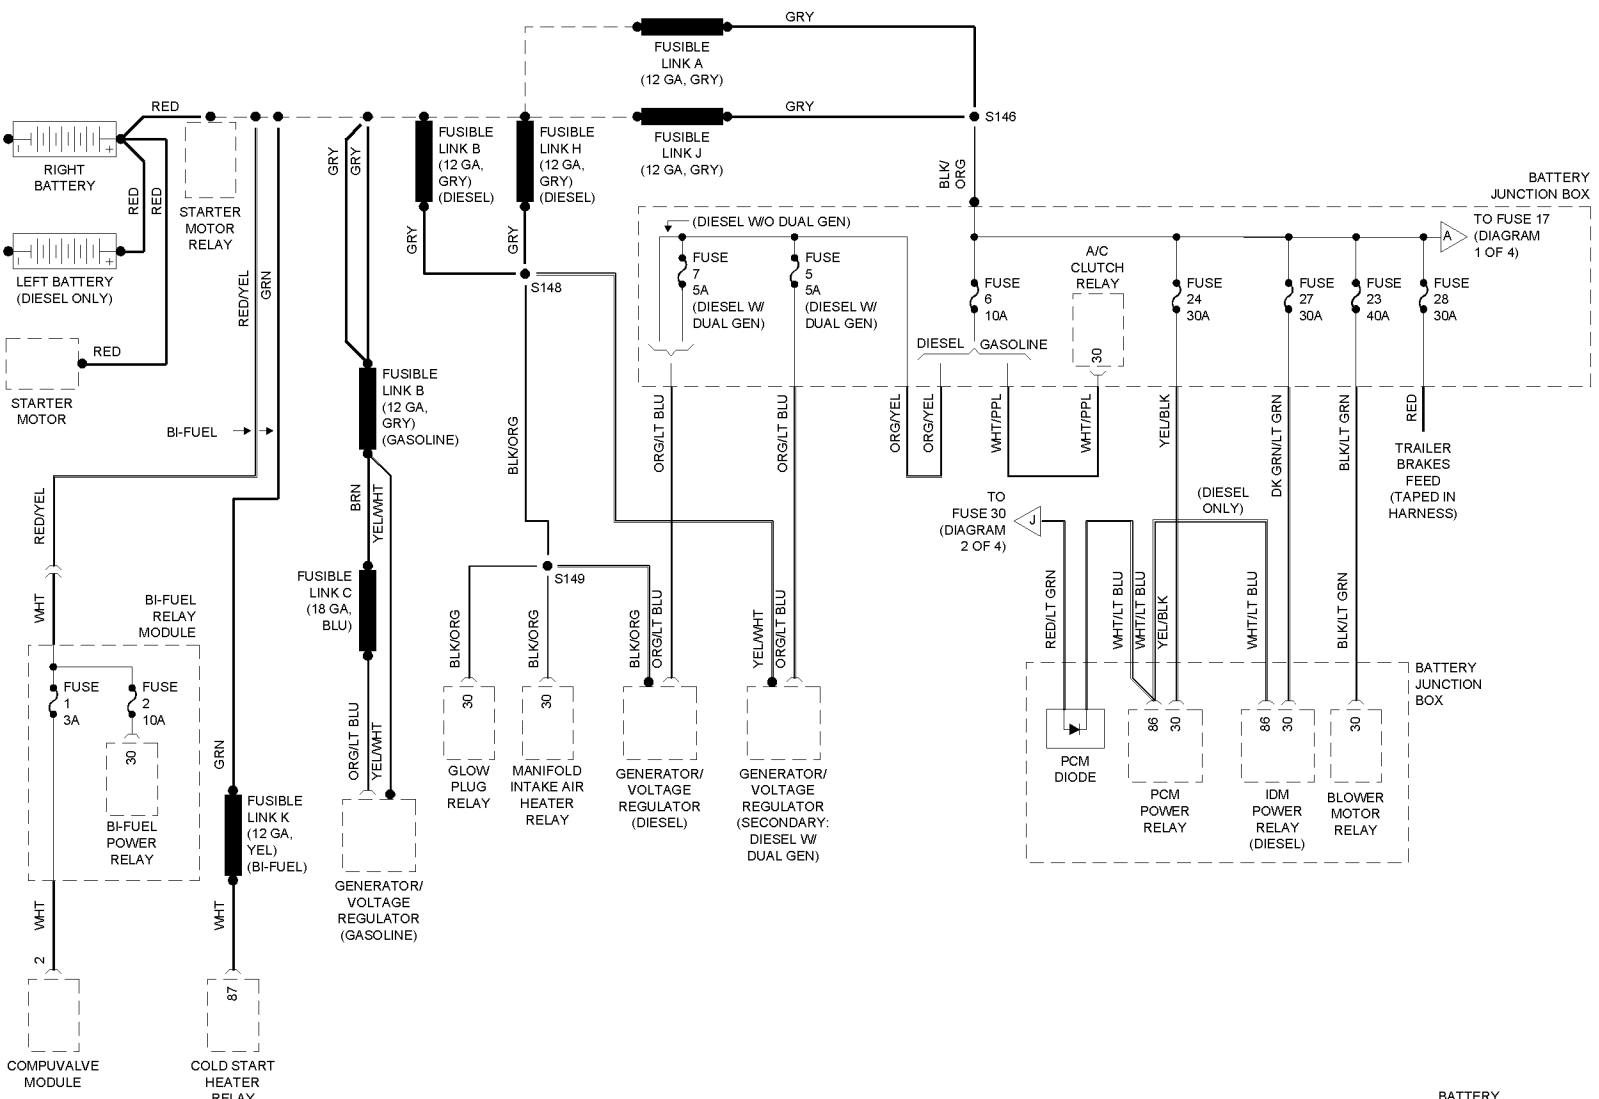 GRY
FUSIBLE
LINK A
(12 GA, GRY)
RED
GRY
S146
FUSIBLE
LINK J
(12 GA, GRY)
RIGHT
BATTERY
STARTER
MOTOR
RELAY
RED
RED
LEFT BATTERY
(DIESEL ONLY)
RED
STARTER
MOTOR
RED/YEL
GRN
BI-FUEL
GRY
GRY
FUSIBLE
LINK B
(12 GA,
GRY)
(DIESEL)
FUSIBLE
LINK H
(12 GA,
GRY)
(DIESEL)
GRY
GRY
S148
BLK/
ORG
BATTERY
JUNCTION BOX
(DIESEL W/O DUAL GEN)
FUSE
7
5A
(DIESEL W/
DUAL GEN)
FUSE
5
5A
(DIESEL W/
DUAL GEN)
FUSE
6
10A
DIESEL
GASOLINE
A/C
CLUTCH
RELAY
30
FUSE
24
30A
FUSE
27
30A
FUSE
23
40A
FUSE
28
30A
A
TO FUSE 17
(DIAGRAM
1 OF 4)
FUSIBLE
LINK B
(12 GA,
GRY)
(GASOLINE)
BLK/ORG
ORG/LT BLU
ORG/LT BLU
ORG/YEL
ORG/YEL
WHT/PPL
WHT/PPL
YEL/BLK
DK GRN/LT GRN
BLK/LT GRN
RED
TRAILER
BRAKES
FEED
(TAPED IN
HARNESS)
(DIESEL
ONLY)
TO
FUSE 30
(DIAGRAM
2 OF 4)
J
RED/YEL
BRN
YEL/WHT
FUSIBLE
LINK C
(18 GA,
BLU)
S149
WHT
BI-FUEL
RELAY
MODULE
FUSE
1
3A
FUSE
2
10A
30
BI-FUEL
POWER
RELAY
GRN
FUSIBLE
LINK K
(12 GA,
YEL)
(BI-FUEL)
ORG/LT BLU
YEL/WHT
GENERATOR/
VOLTAGE
REGULATOR
(GASOLINE)
BLK/ORG
BLK/ORG
BLK/ORG
ORG/LT BLU
YEL/WHT
ORG/LT BLU
30
GLOW
PLUG
RELAY
30
MANIFOLD
INTAKE AIR
HEATER
RELAY
GENERATOR/
VOLTAGE
REGULATOR
(DIESEL)
GENERATOR/
VOLTAGE
REGULATOR
(SECONDARY:
DIESEL W/
DUAL GEN)
RED/LT GRN
WHT/LT BLU
WHT/LT BLU
YEL/BLK
WHT/LT BLU
BLK/LT GRN
BATTERY
JUNCTION
BOX
PCM
DIODE
86
30
PCM
POWER
RELAY
86
30
IDM
POWER
RELAY
(DIESEL)
30
BLOWER
MOTOR
RELAY
WHT
2
COMPUVALVE
MODULE
WHT
87
COLD START
HEATER
RELAY
BATTERY